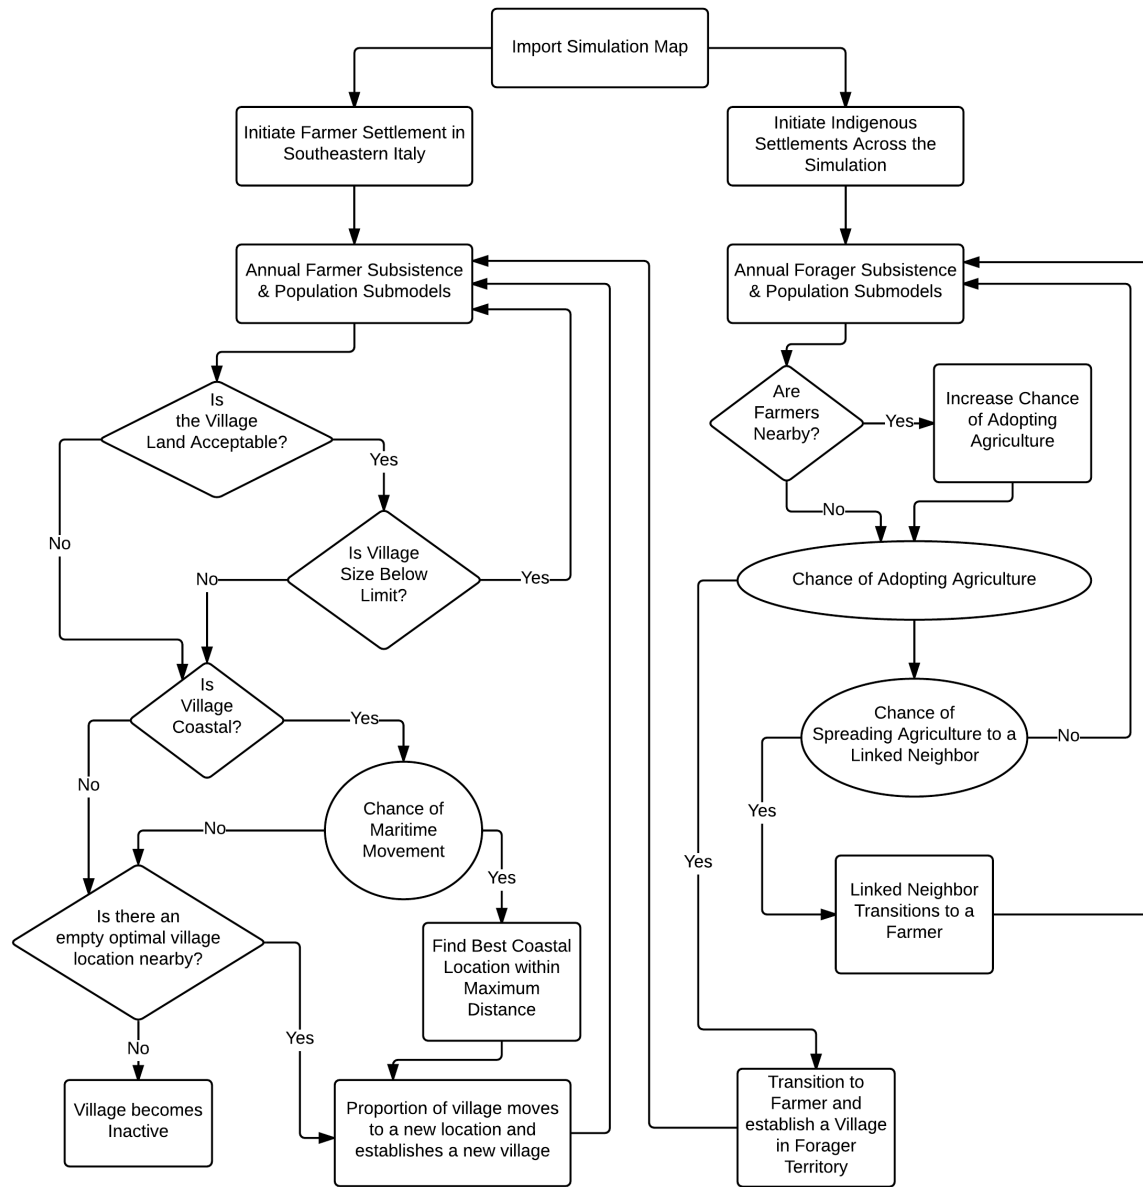 Import Simulation Map
Initiate Farmer Settlement in
Southeastern Italy
Initiate Indigenous
Settlements Across the
Simulation
Annual Farmer Subsistence
& Population Submodels
Annual Forager Subsistence
& Population Submodels
Is
the Village
Land Acceptable?
Yes
No
Is Village
Size Below
Limit?
No
Yes
Are
Farmers
Nearby?
Yes
Increase Chance
of Adopting
Agriculture
No
Chance of Adopting Agriculture
Is
Village
Coastal?
Yes
No
Chance of
Maritime
Movement
No
Yes
Chance of
Spreading Agriculture to a
Linked Neighbor
No
Yes
Yes
Linked Neighbor
Transitions to a
Farmer
Is there an
empty optimal village
location nearby?
Yes
No
Find Best Coastal
Location within
Maximum
Distance
Village becomes
Inactive
Proportion of village moves
to a new location and
establishes a new village
Transition to
Farmer and
establish a Village
in Forager
Territory